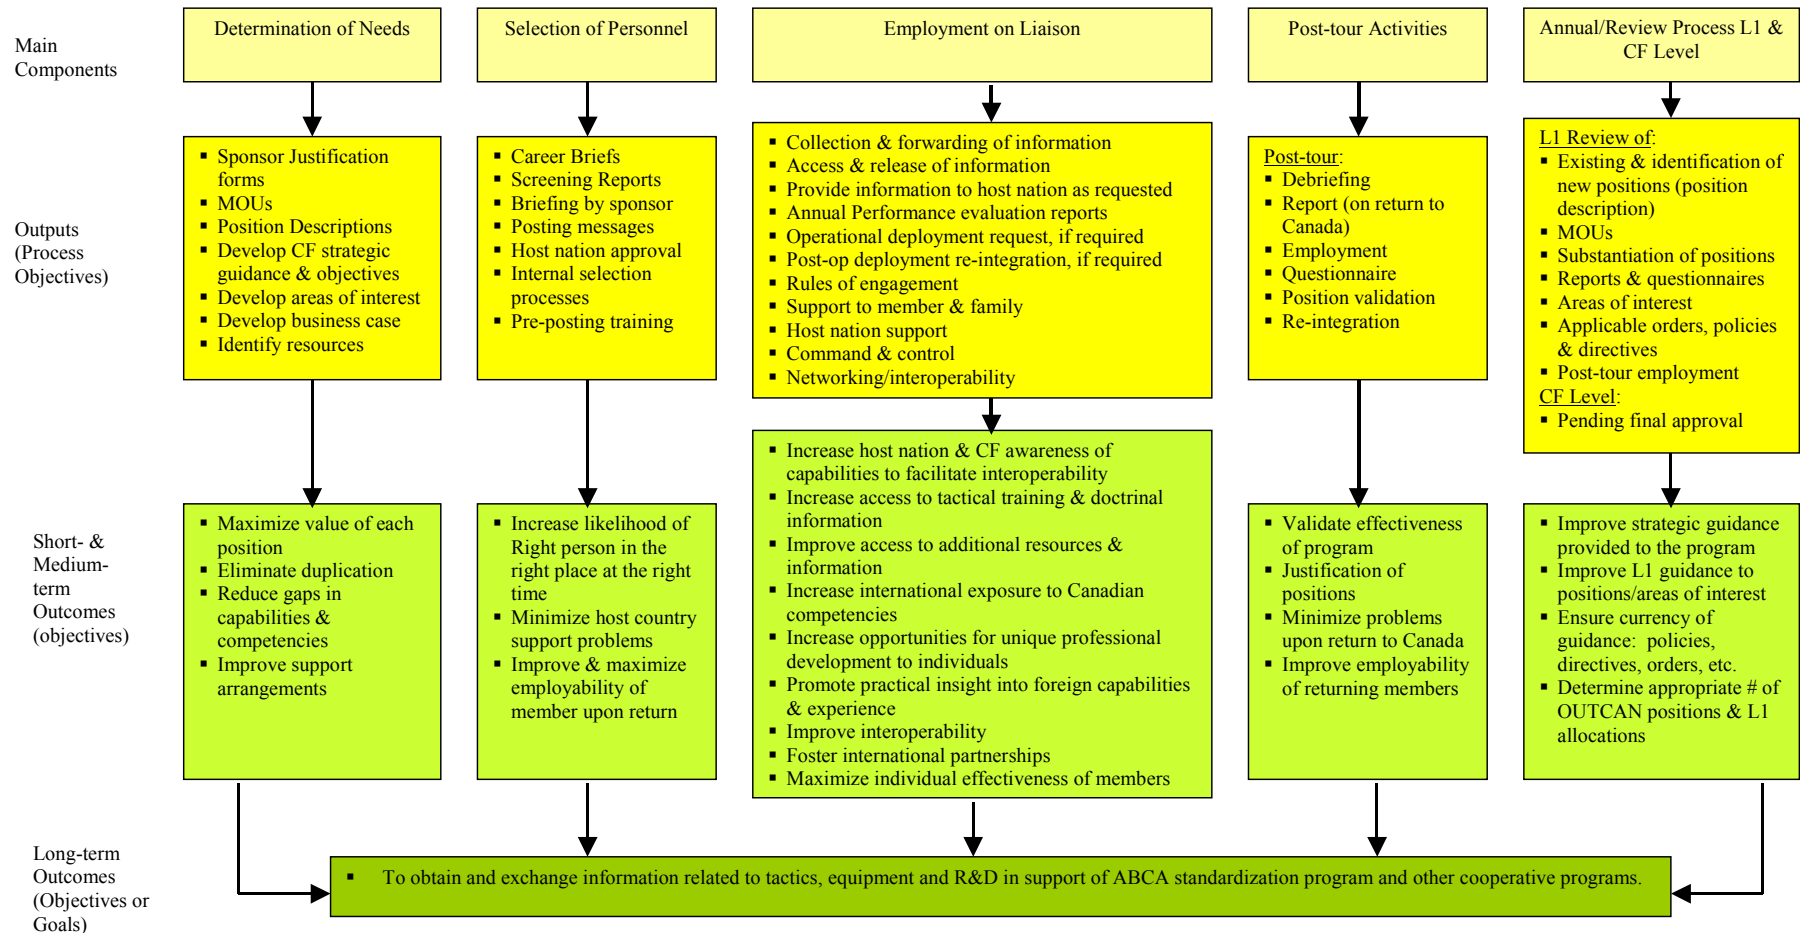 Main
Components
Determination of Needs
Selection of Personnel
Employment on Liaison
Post-tour Activities
Annual/Review Process L1 &
CF Level
Outputs
(Process
Objectives)
▪ Sponsor Justification
forms
▪ MOUs
▪ Position Descriptions
▪ Develop CF strategic
guidance & objectives
▪ Develop areas of interest
▪ Develop business case
▪ Identify resources
▪ Career Briefs
▪ Screening Reports
▪ Briefing by sponsor
▪ Posting messages
▪ Host nation approval
▪ Internal selection
processes
▪ Pre-posting training
▪ Collection & forwarding of information
▪ Access & release of information
▪ Provide information to host nation as requested
▪ Annual Performance evaluation reports
▪ Operational deployment request, if required
▪ Post-op deployment re-integration, if required
▪ Rules of engagement
▪ Support to member & family
▪ Host nation support
▪ Command & control
▪ Networking/interoperability
Post-tour:
▪ Debriefing
▪ Report (on return to
Canada)
▪ Employment
▪ Questionnaire
▪ Position validation
▪ Re-integration
L1 Review of:
▪ Existing & identification of
new positions (position
description)
▪ MOUs
▪ Substantiation of positions
▪ Reports & questionnaires
▪ Areas of interest
▪ Applicable orders, policies
& directives
▪ Post-tour employment
CF Level:
▪ Pending final approval
Short- &
Medium-
term
Outcomes
(objectives)
▪ Maximize value of each
position
▪ Eliminate duplication
▪ Reduce gaps in
capabilities &
competencies
▪ Improve support
arrangements
▪ Increase likelihood of
Right person in the
right place at the right
time
▪ Minimize host country
support problems
▪ Improve & maximize
employability of
member upon return
▪ Increase host nation & CF awareness of
capabilities to facilitate interoperability
▪ Increase access to tactical training & doctrinal
information
▪ Improve access to additional resources &
information
▪ Increase international exposure to Canadian
competencies
▪ Increase opportunities for unique professional
development to individuals
▪ Promote practical insight into foreign capabilities
& experience
▪ Improve interoperability
▪ Foster international partnerships
▪ Maximize individual effectiveness of members
▪ Validate effectiveness
of program
▪ Justification of
positions
▪ Minimize problems
upon return to Canada
▪ Improve employability
of returning members
▪ Improve strategic guidance
provided to the program
▪ Improve L1 guidance to
positions/areas of interest
▪ Ensure currency of
guidance: policies,
directives, orders, etc.
▪ Determine appropriate # of
OUTCAN positions & L1
allocations
Long-term
Outcomes
(Objectives or
Goals)
▪ To obtain and exchange information related to tactics, equipment and R&D in support of ABCA standardization program and other cooperative programs.